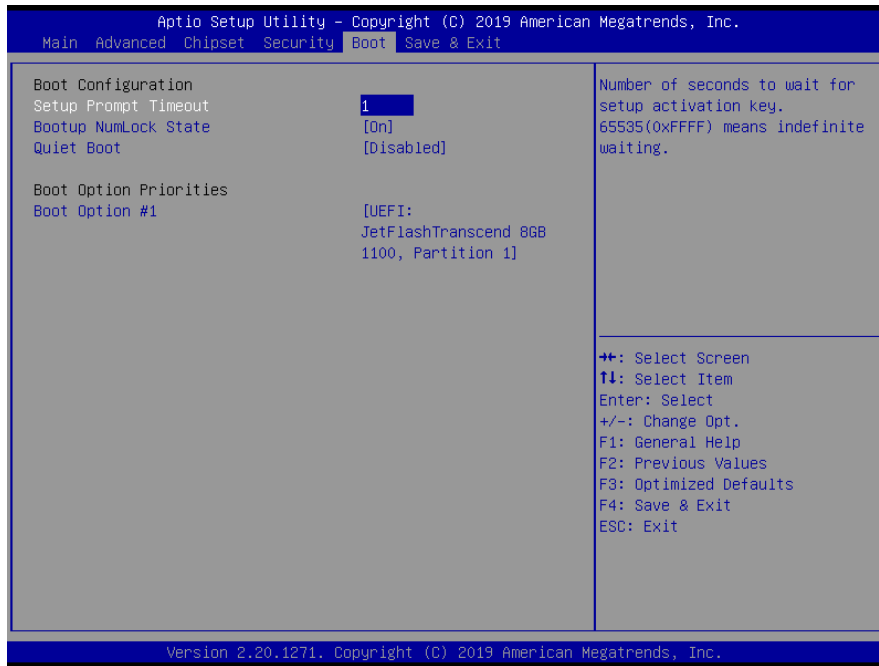 Aptio Setup Utility – Copyright (C) 2019 American Megatrends, Inc.
Main Advanced Chipset Security Boot Save & Exit
Boot Configuration
Setup Prompt Timeout 1
Bootup NumLock State [On]
Quiet Boot [Disabled]
Boot Option Priorities
Boot Option #1 [UEFI:
JetFlashTranscend 8GB
1100, Partition 1]
Number of seconds to wait for
setup activation key.
65535(0xFFFF) means indefinite
waiting.
→←: Select Screen
↑↓: Select Item
Enter: Select
+/-: Change Opt.
F1: General Help
F2: Previous Values
F3: Optimized Defaults
F4: Save & Exit
ESC: Exit
Version 2.20.1271. Copyright (C) 2019 American Megatrends, Inc.